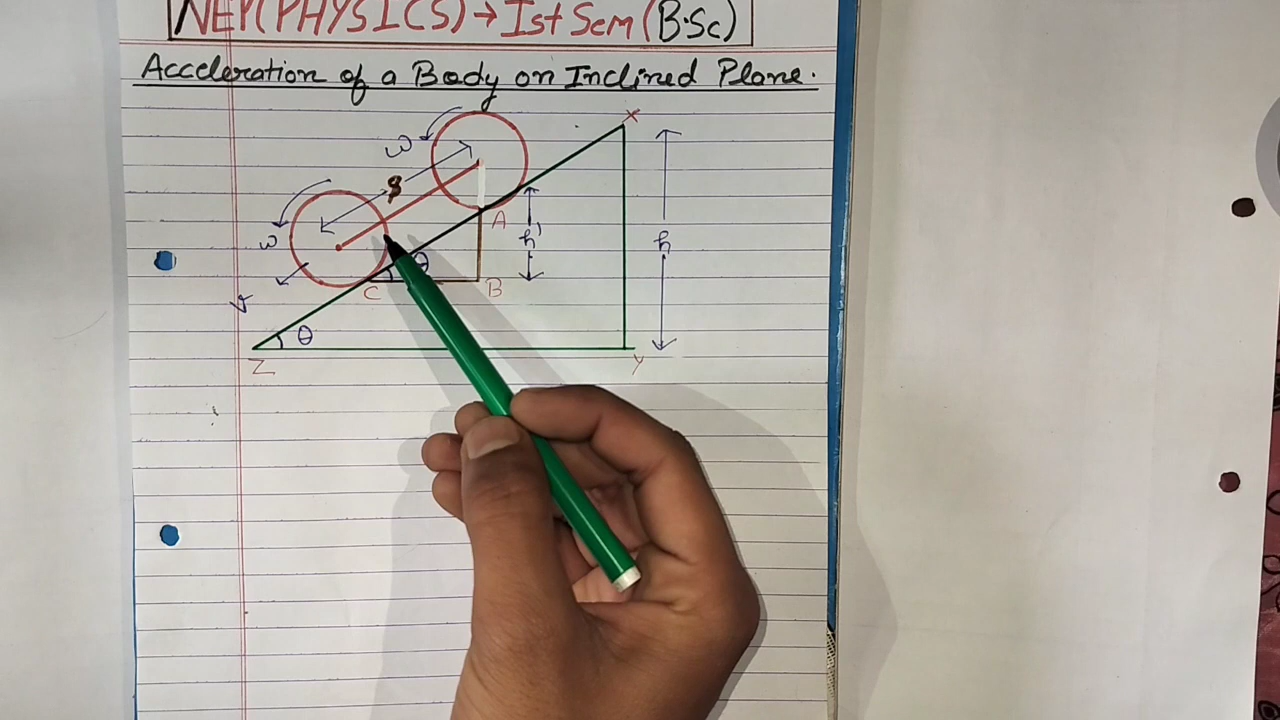 NEP(PHYSICS)→Ist Sem(B.Sc)
Acceleration of a Body on Inclined Plane.
X
ω
S
A
h'
ω
h
θ
C
B
v
θ
Z
Y